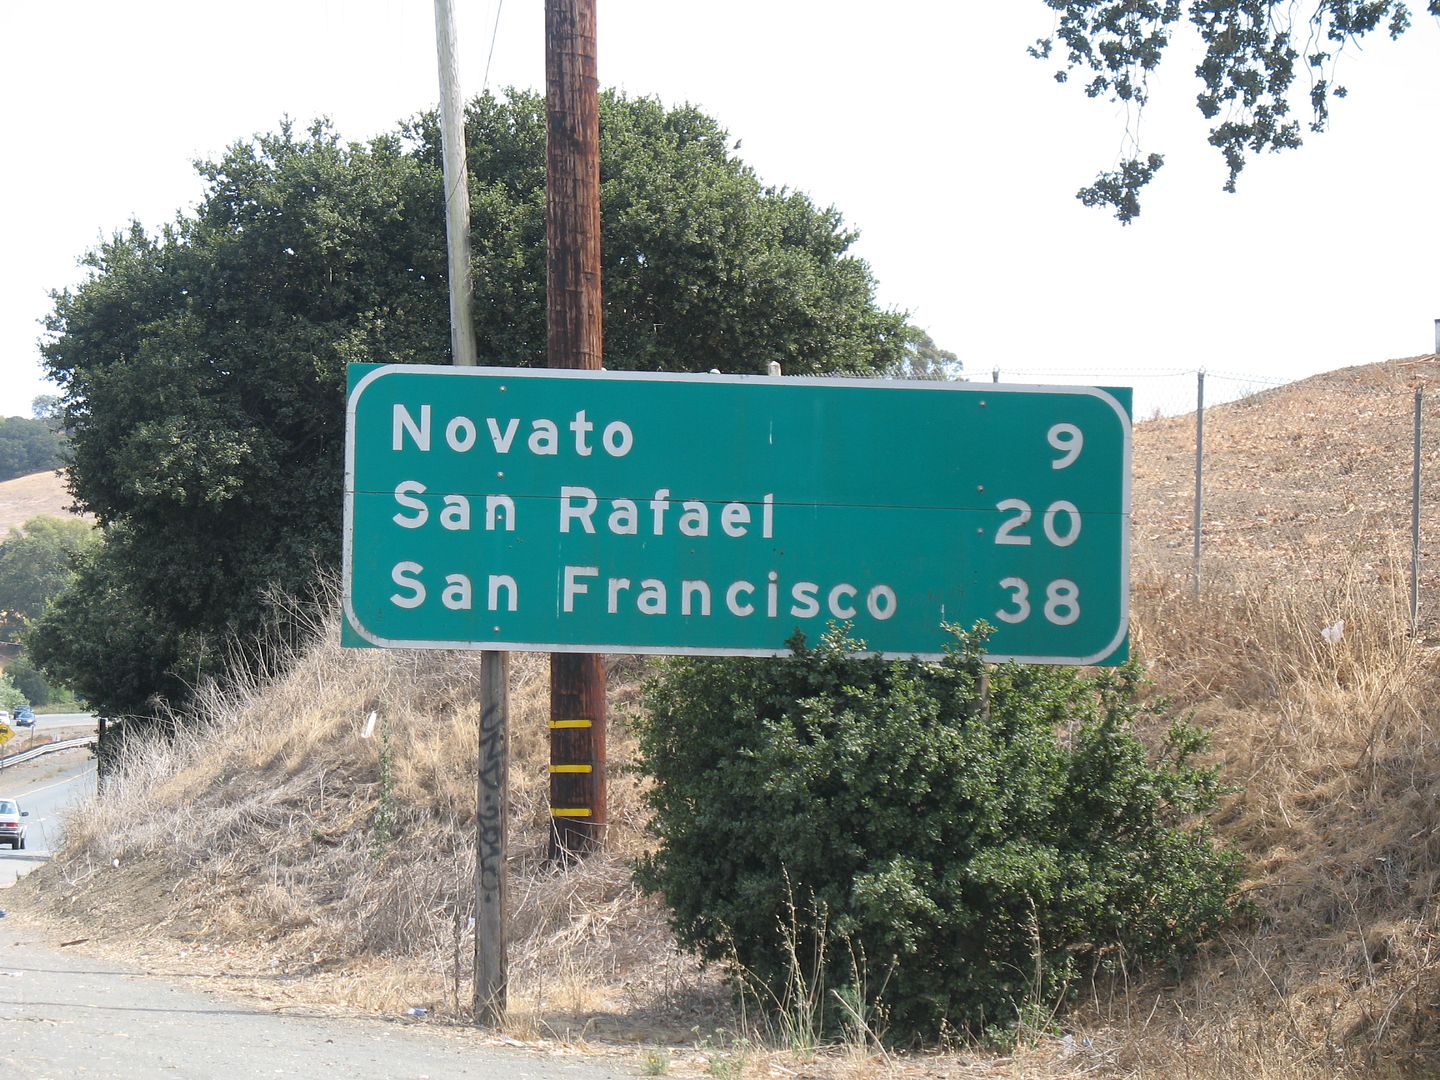 Novato 9
San Rafael 20
San Francisco 38